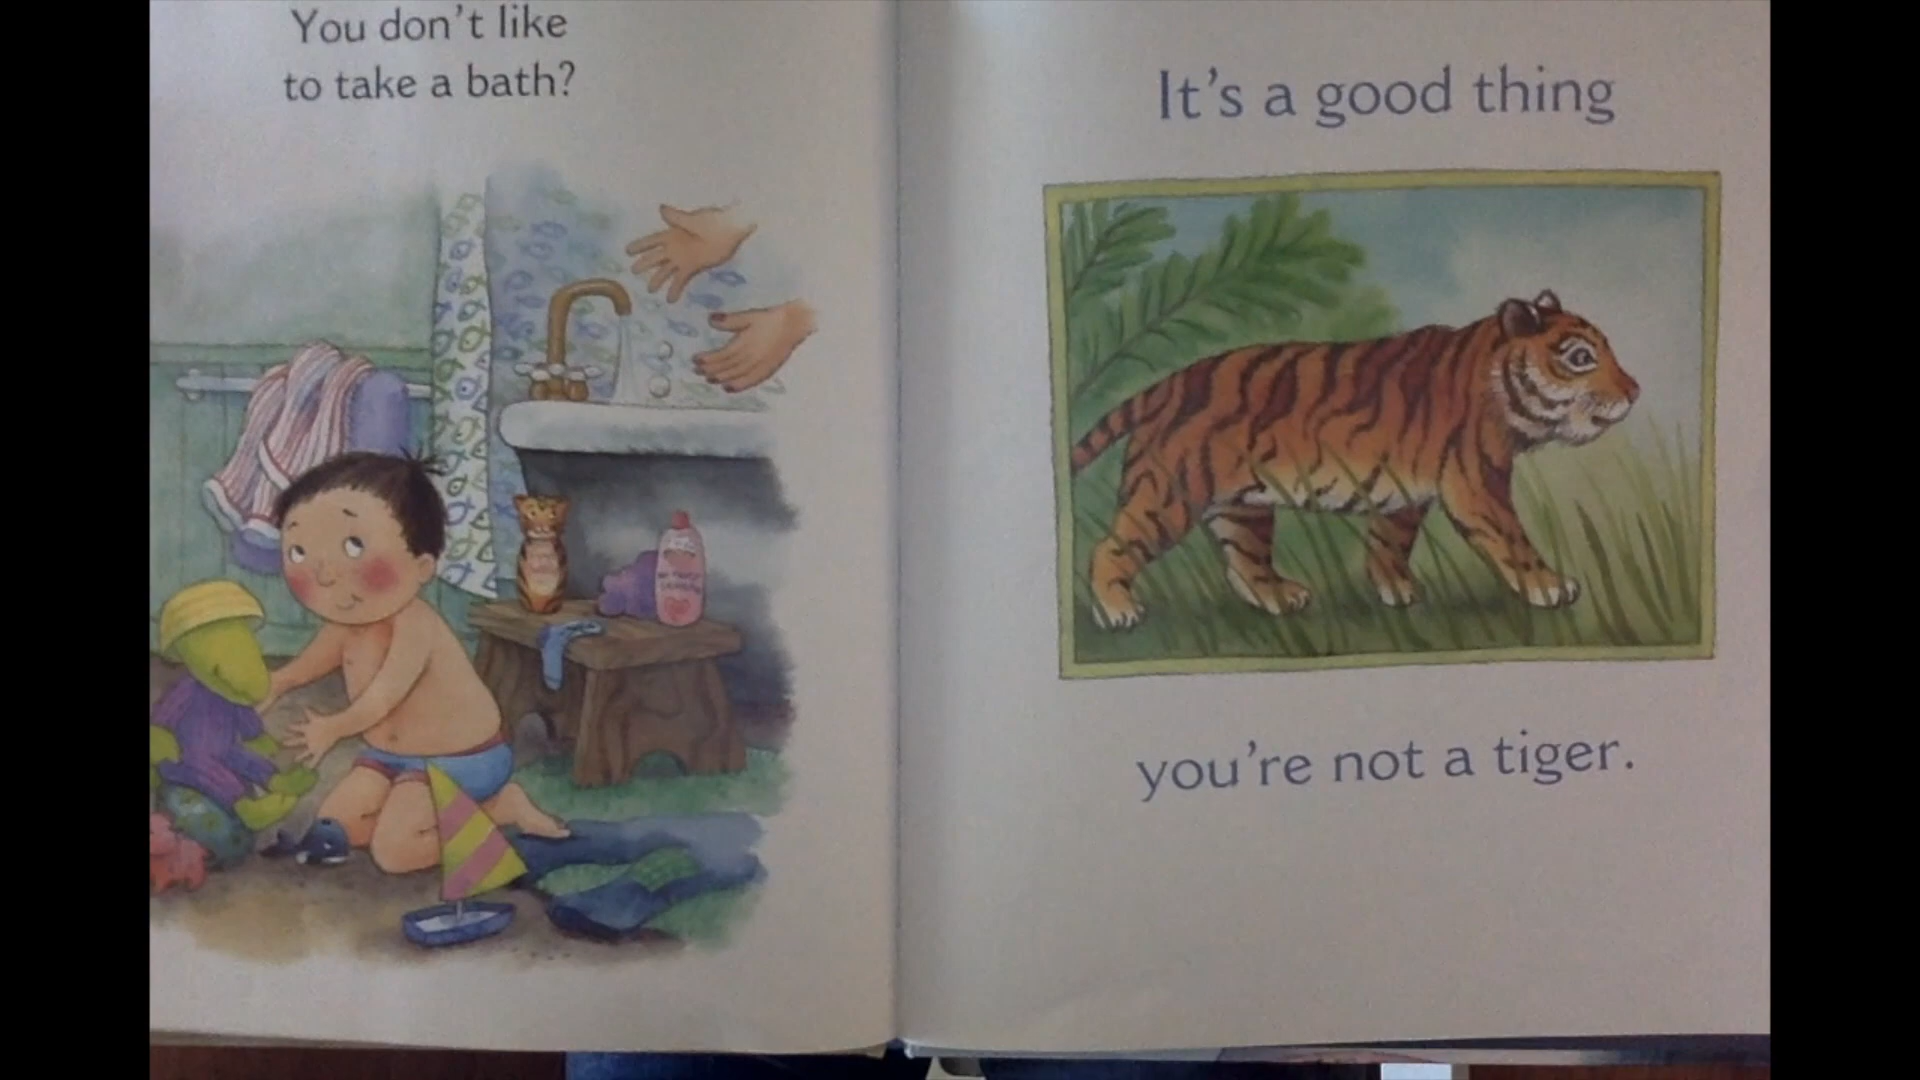 You don't like
to take a bath?
It's a good thing
you're not a tiger.